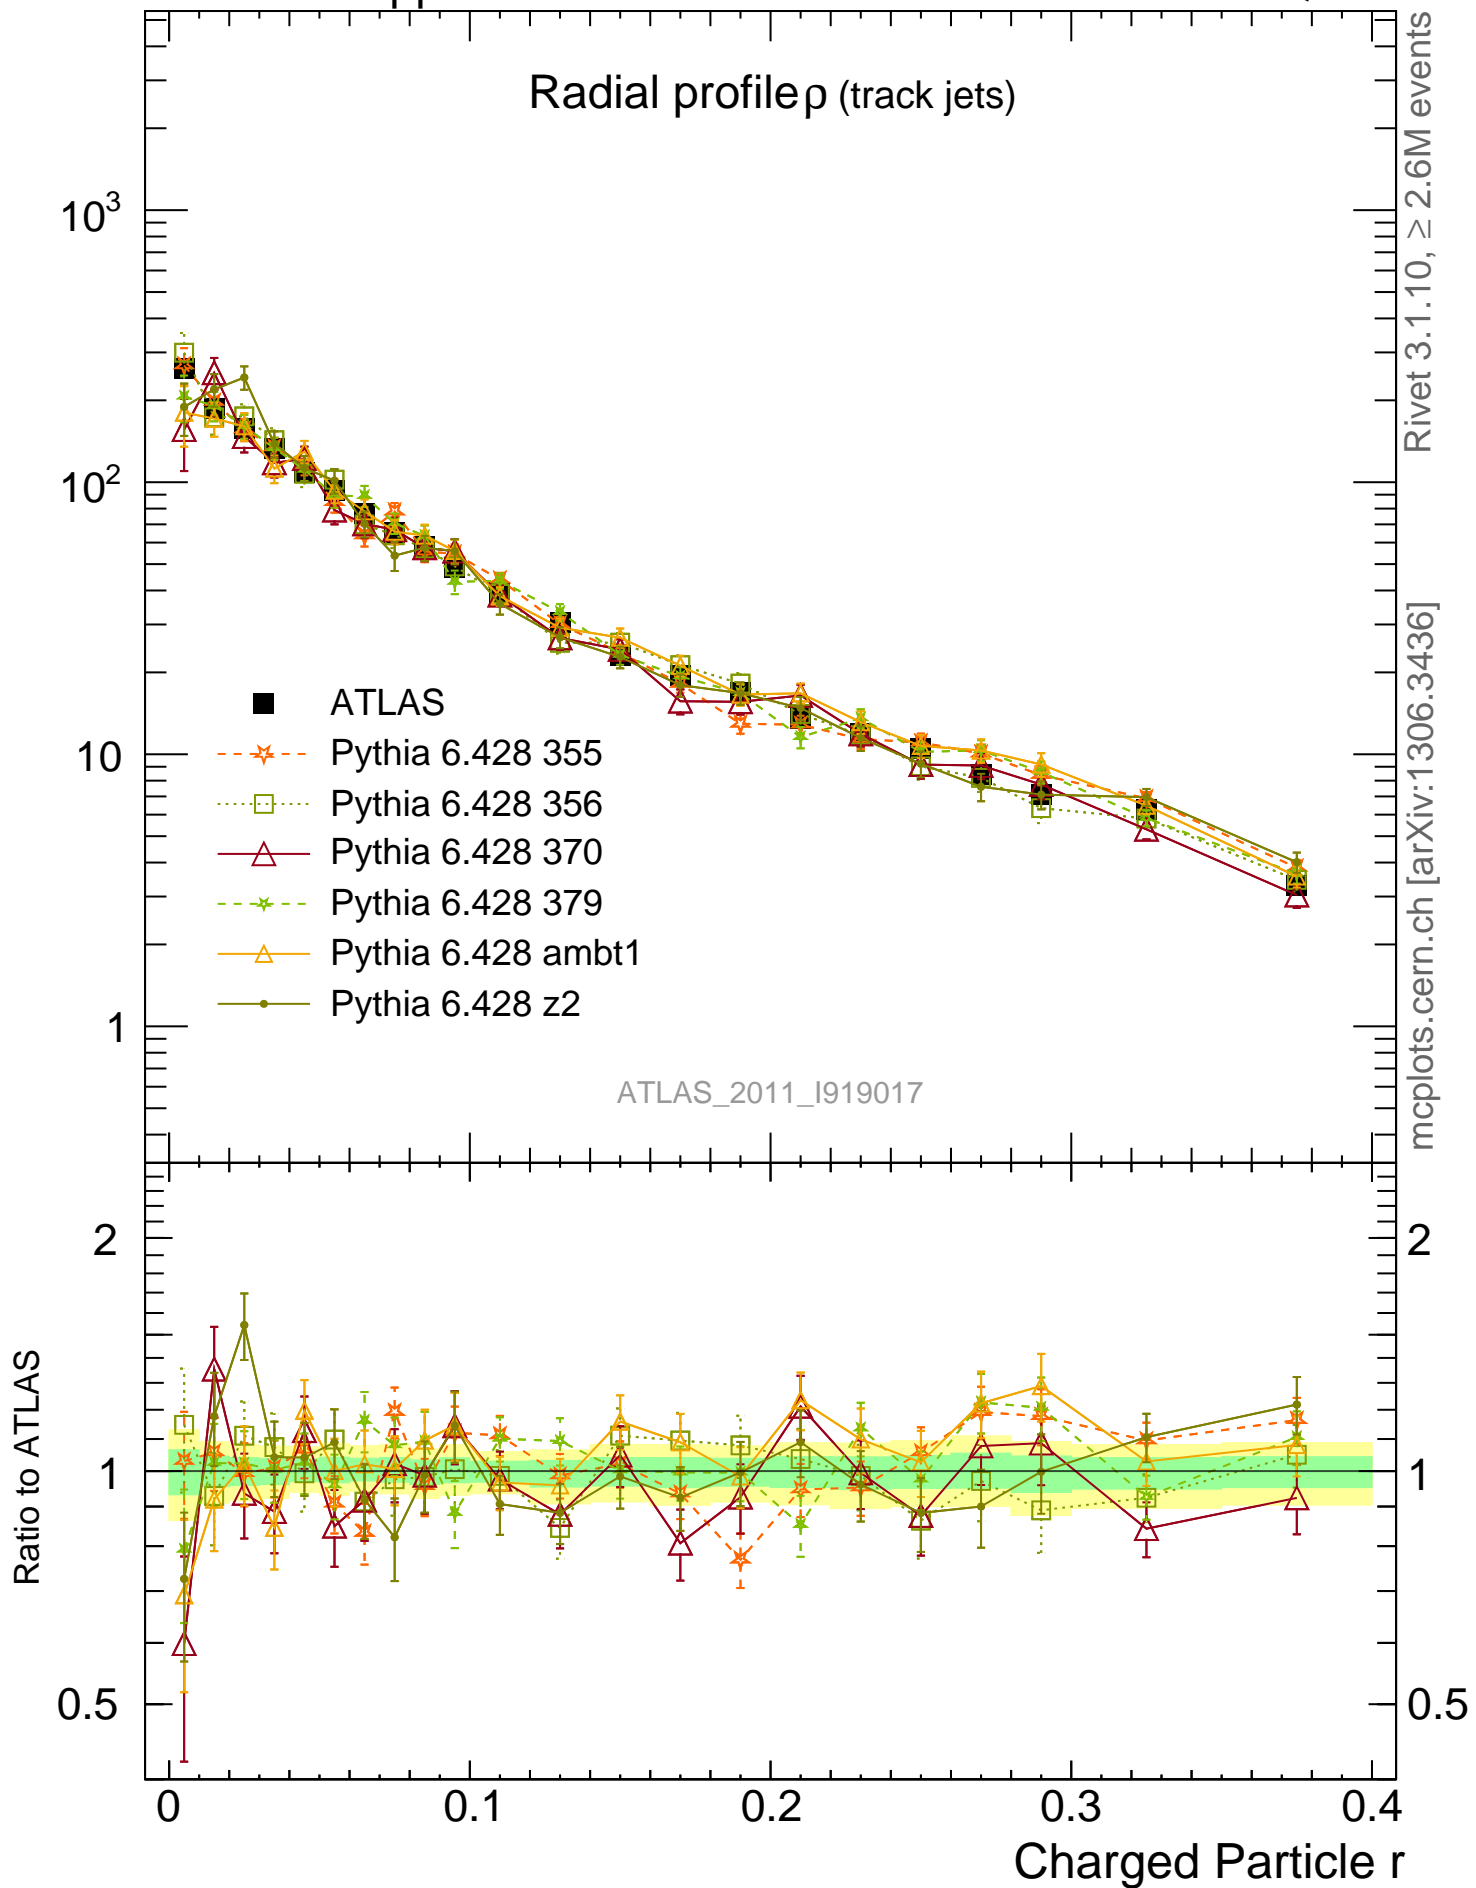 Radial profile ρ (track jets)
10³
10²
10
1
ATLAS
Pythia 6.428 355
Pythia 6.428 356
Pythia 6.428 370
Pythia 6.428 379
Pythia 6.428 ambt1
Pythia 6.428 z2
ATLAS_2011_I919017
Rivet 3.1.10, ≥ 2.6M events
mcplots.cern.ch [arXiv:1306.3436]
Ratio to ATLAS
2
1
0.5
2
1
0.5
0
0.1
0.2
0.3
0.4
Charged Particle r